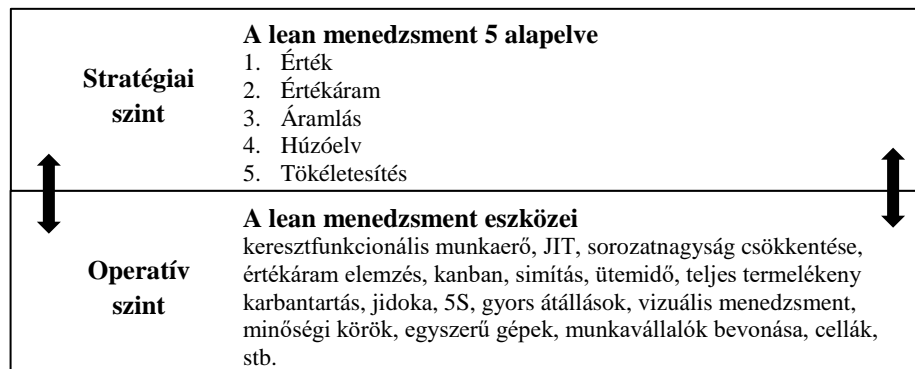 A lean menedzsment 5 alapelve
Stratégiai
szint
1. Érték
2. Értékáram
3. Áramlás
4. Húzóelv
5. Tökéletesítés
A lean menedzsment eszközei
Operatív
szint
keresztfunkcionális munkaerő, JIT, sorozatnagyság csökkentése,
értékáram elemzés, kanban, simítás, ütemidő, teljes termelékeny
karbantartás, jidoka, 5S, gyors átállások, vizuális menedzsment,
minőségi körök, egyszerű gépek, munkavállalók bevonása, cellák,
stb.